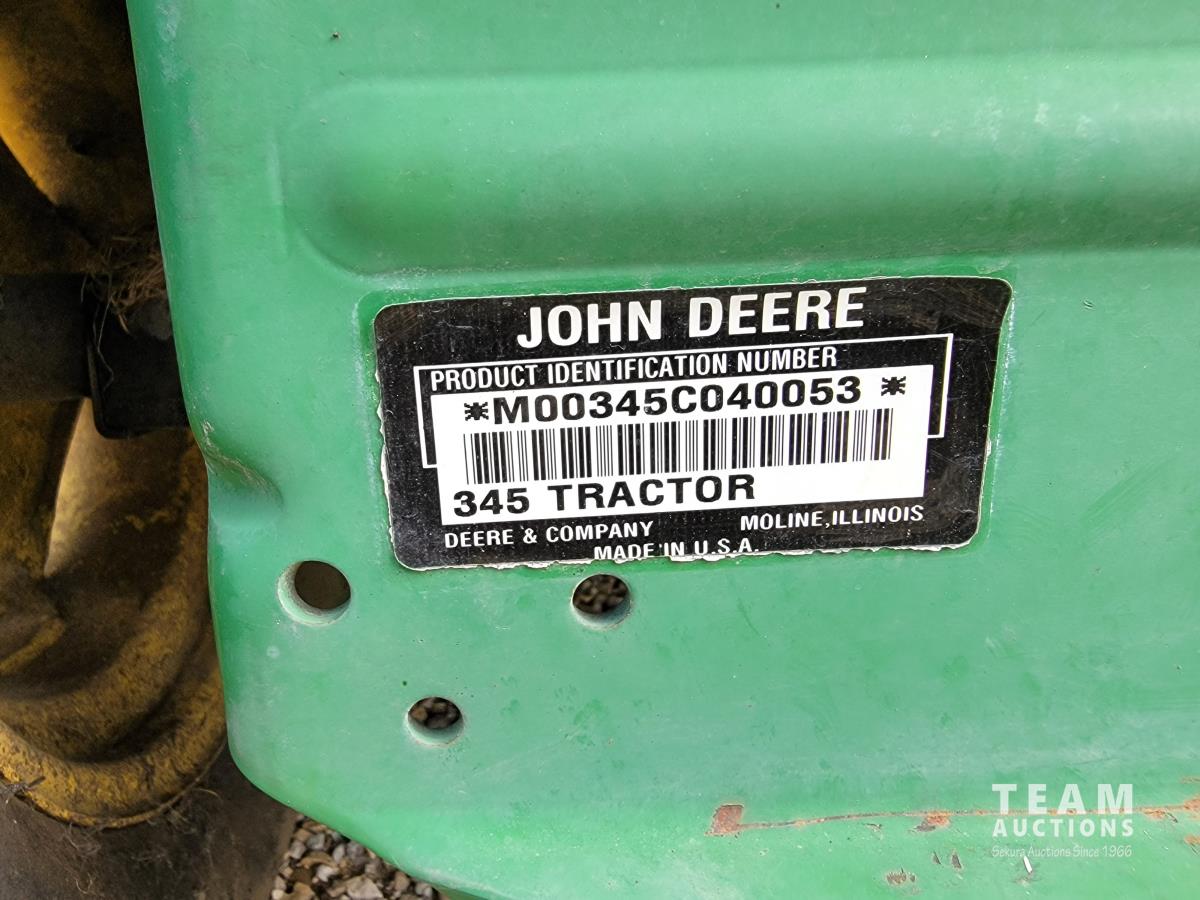 JOHN DEERE
PRODUCT IDENTIFICATION NUMBER
*M00345C040053*
345 TRACTOR
DEERE & COMPANY MOLINE, ILLINOIS
MADE IN U.S.A.
TEAM
AUCTIONS
Sekura Auctions Since 1966